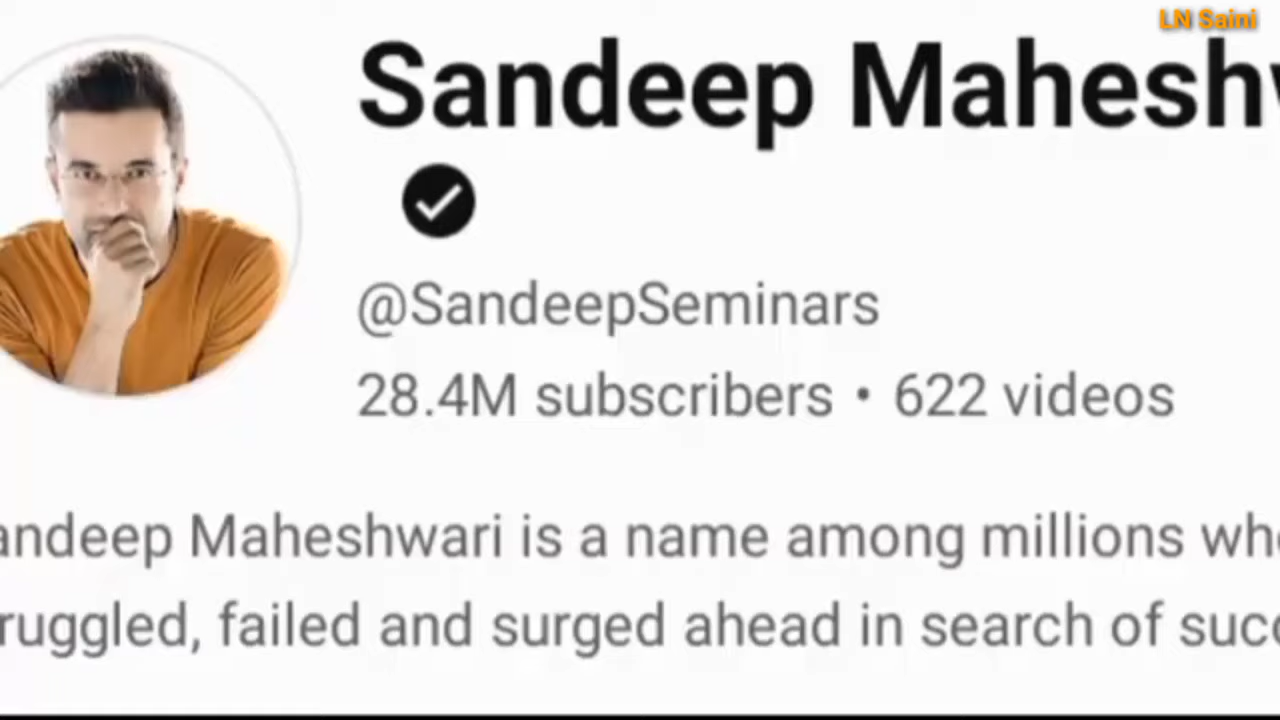 LN Saini
Sandeep Mahesh
@SandeepSeminars
28.4M subscribers • 622 videos
andeep Maheshwari is a name among millions wh
ruggled, failed and surged ahead in search of succ